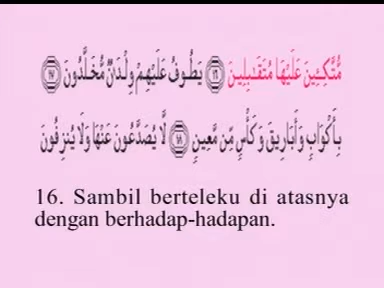 مُّتَّكِـِٔينَ عَلَيْهَا مُتَقَـٰبِلِينَ ۝١٦ يَطُوفُ عَلَيْهِمْ وِلْدَٰنٌ مُّخَلَّدُونَ ۝١٧
بِأَكْوَابٍ وَأَبَارِيقَ وَكَأْسٍ مِّن مَّعِينٍ ۝١٨ لَّا يُصَدَّعُونَ عَنْهَا وَلَا يُنزِفُونَ
16. Sambil berteleku di atasnya
dengan berhadap-hadapan.